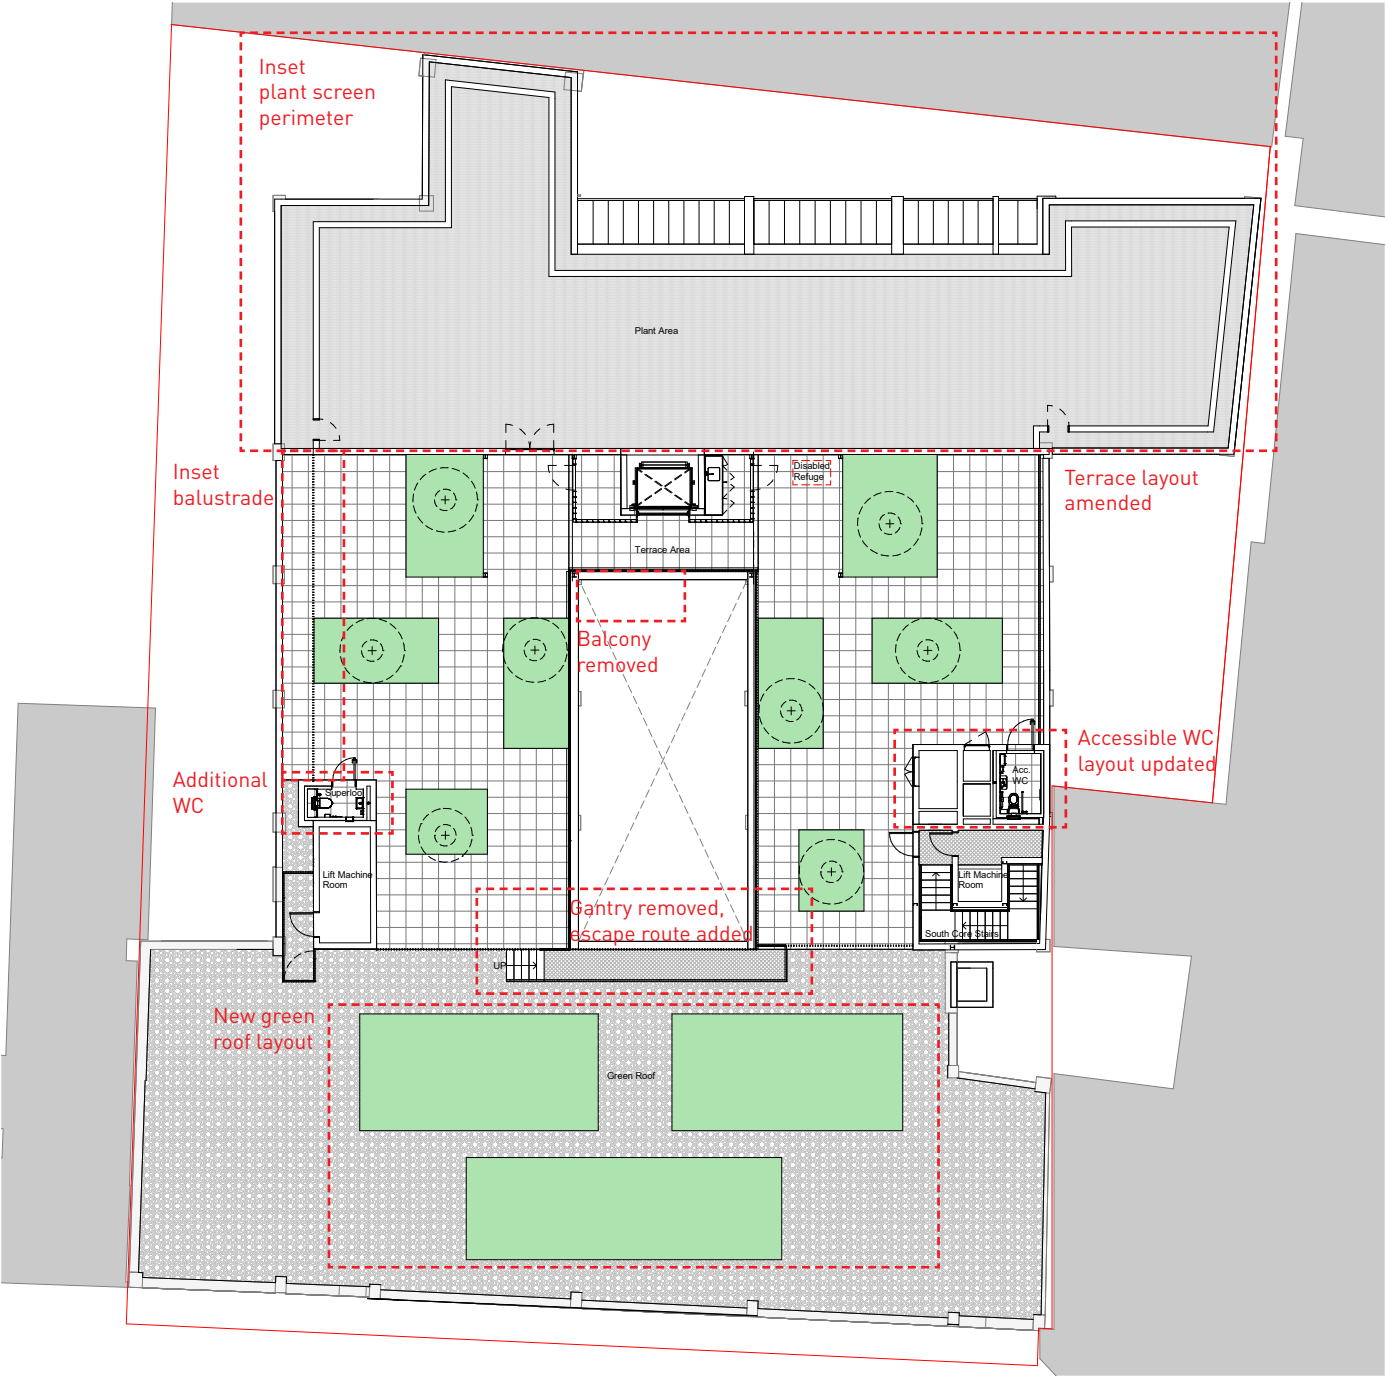 Inset
plant screen
perimeter
Plant Area
Inset
balustrade
Disabled
Refuge
Terrace layout
amended
Terrace Area
Balcony
removed
Accessible WC
layout updated
Additional
WC
Superloo
Acc.
WC
Lift Machine
Room
Lift Machine
Room
Gantry removed,
escape route added
South Core Stairs
UP
New green
roof layout
Green Roof